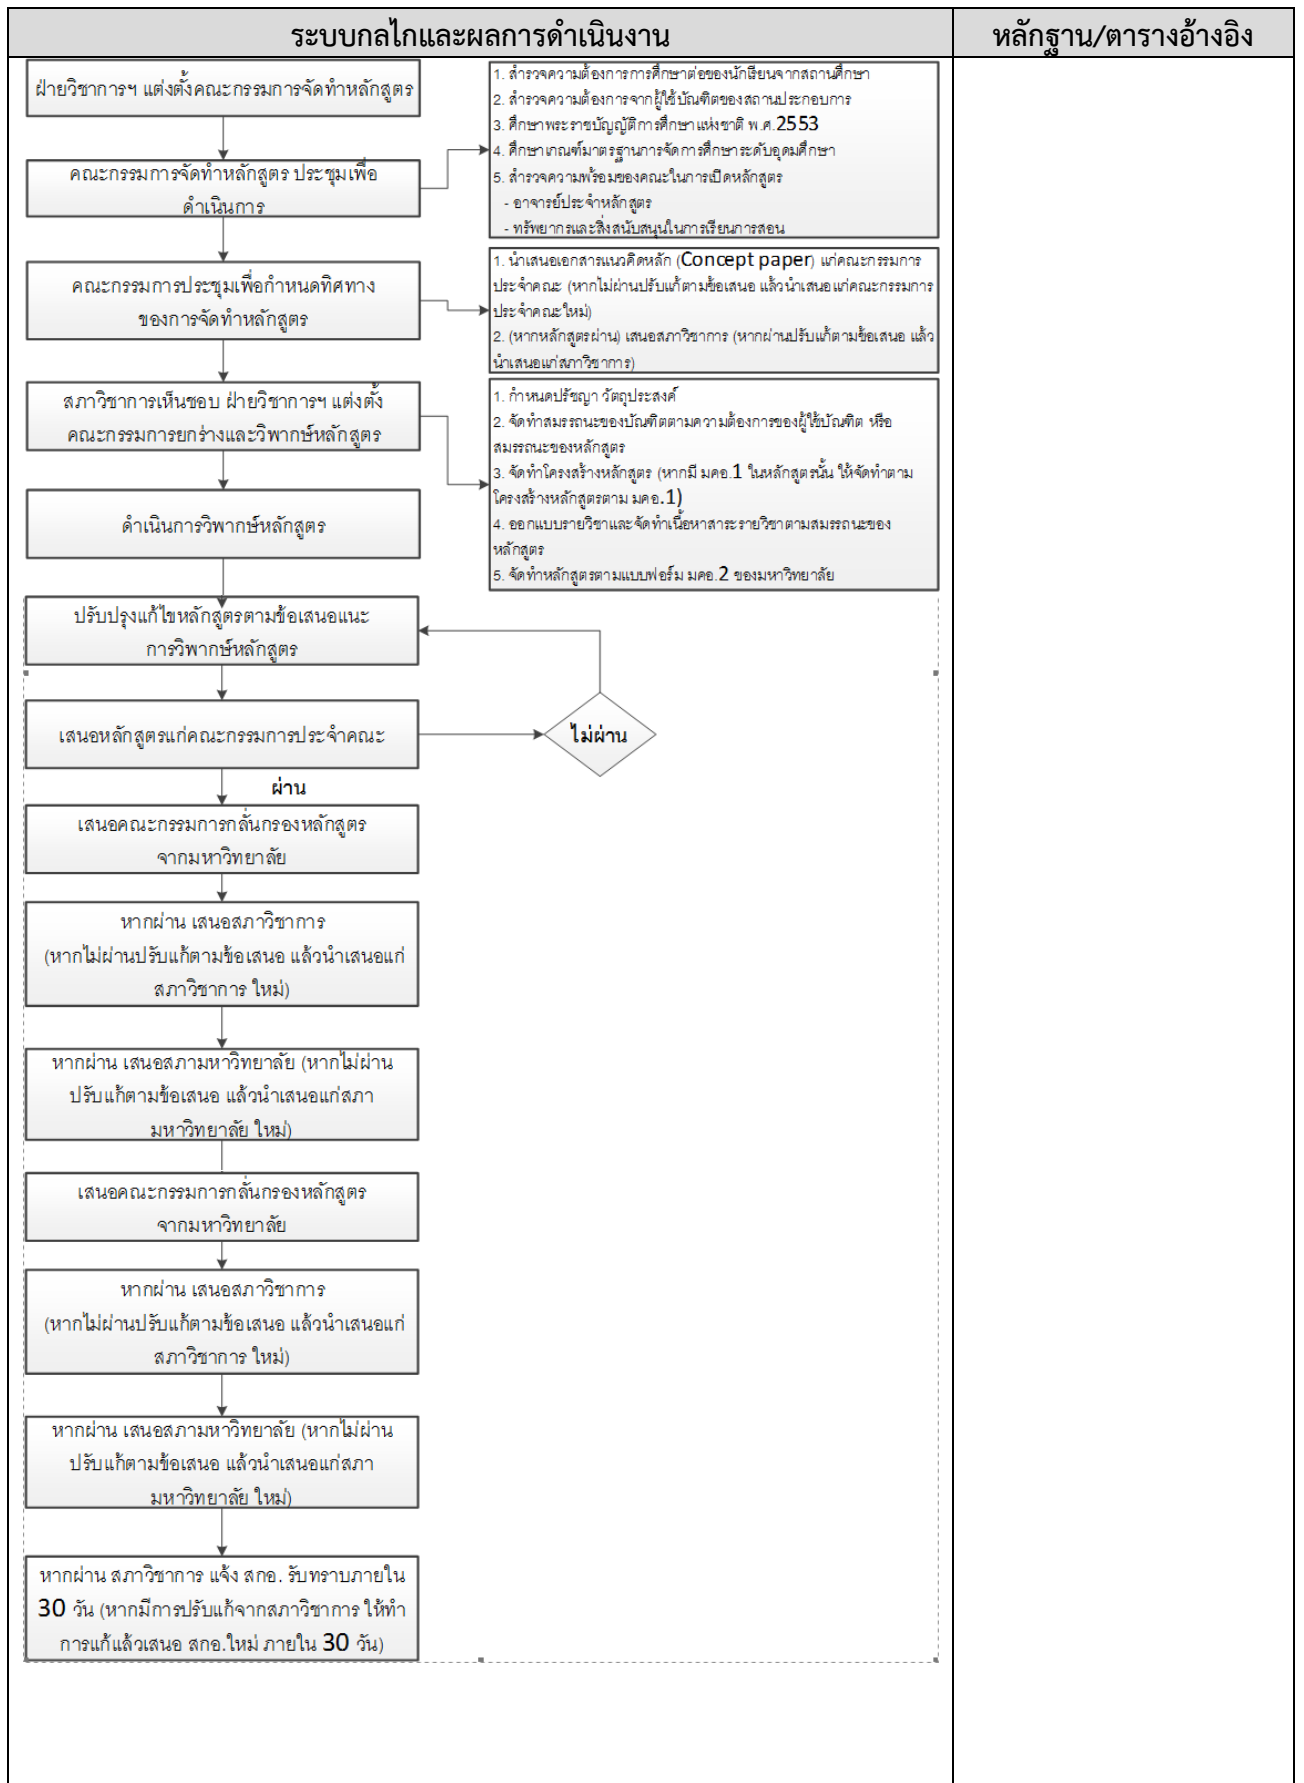 ระบบกลไกและผลการดำเนินงาน
หลักฐาน/ตารางอ้างอิง
ฝ่ายวิชาการฯ แต่งตั้งคณะกรรมการจัดทำหลักสูตร
คณะกรรมการจัดทำหลักสูตร ประชุมเพื่อ
ดำเนินการ
1. สำรวจความต้องการการศึกษาต่อของนักเรียนจากสถานศึกษา
2. สำรวจความต้องการจากผู้ใช้บัณฑิตของสถานประกอบการ
3. ศึกษาพระราชบัญญัติการศึกษาแห่งชาติ พ.ศ.2553
4. ศึกษาเกณฑ์มาตรฐานการจัดการศึกษาระดับอุดมศึกษา
5. สำรวจความพร้อมของคณะในการเปิดหลักสูตร
- อาจารย์ประจำหลักสูตร
- ทรัพยากรและสิ่งสนับสนุนในการเรียนการสอน
คณะกรรมการประชุมเพื่อกำหนดทิศทาง
ของการจัดทำหลักสูตร
1. นำเสนอเอกสารแนวคิดหลัก (Concept paper) แก่คณะกรรมการ
ประจำคณะ (หากไม่ผ่านปรับแก้ตามข้อเสนอ แล้วนำเสนอแก่คณะกรรมการ
ประจำคณะใหม่)
2. (หากหลักสูตรผ่าน) เสนอสภาวิชาการ (หากผ่านปรับแก้ตามข้อเสนอ แล้ว
นำเสนอแก่สภาวิชาการ)
สภาวิชาการเห็นชอบ ฝ่ายวิชาการฯ แต่งตั้ง
คณะกรรมการยกร่างและวิพากษ์หลักสูตร
1. กำหนดปรัชญา วัตถุประสงค์
2. จัดทำสมรรถนะของบัณฑิตตามความต้องการของผู้ใช้บัณฑิต หรือ
สมรรถนะของหลักสูตร
3. จัดทำโครงสร้างหลักสูตร (หากมี มคอ.1 ในหลักสูตรนั้น ให้จัดทำตาม
โครงสร้างหลักสูตรตาม มคอ.1)
4. ออกแบบรายวิชาและจัดทำเนื้อหาสาระรายวิชาตามสมรรถนะของ
หลักสูตร
5. จัดทำหลักสูตรตามแบบฟอร์ม มคอ.2 ของมหาวิทยาลัย
ดำเนินการวิพากษ์หลักสูตร
ปรับปรุงแก้ไขหลักสูตรตามข้อเสนอแนะ
การวิพากษ์หลักสูตร
เสนอหลักสูตรแก่คณะกรรมการประจำคณะ
ไม่ผ่าน
ผ่าน
เสนอคณะกรรมการกลั่นกรองหลักสูตร
จากมหาวิทยาลัย
หากผ่าน เสนอสภาวิชาการ
(หากไม่ผ่านปรับแก้ตามข้อเสนอ แล้วนำเสนอแก่
สภาวิชาการ ใหม่)
หากผ่าน เสนอสภามหาวิทยาลัย (หากไม่ผ่าน
ปรับแก้ตามข้อเสนอ แล้วนำเสนอแก่สภา
มหาวิทยาลัย ใหม่)
เสนอคณะกรรมการกลั่นกรองหลักสูตร
จากมหาวิทยาลัย
หากผ่าน เสนอสภาวิชาการ
(หากไม่ผ่านปรับแก้ตามข้อเสนอ แล้วนำเสนอแก่
สภาวิชาการ ใหม่)
หากผ่าน เสนอสภามหาวิทยาลัย (หากไม่ผ่าน
ปรับแก้ตามข้อเสนอ แล้วนำเสนอแก่สภา
มหาวิทยาลัย ใหม่)
หากผ่าน สภาวิชาการ แจ้ง สกอ. รับทราบภายใน
30 วัน (หากมีการปรับแก้จากสภาวิชาการ ให้ทำ
การแก้แล้วเสนอ สกอ.ใหม่ ภายใน 30 วัน)